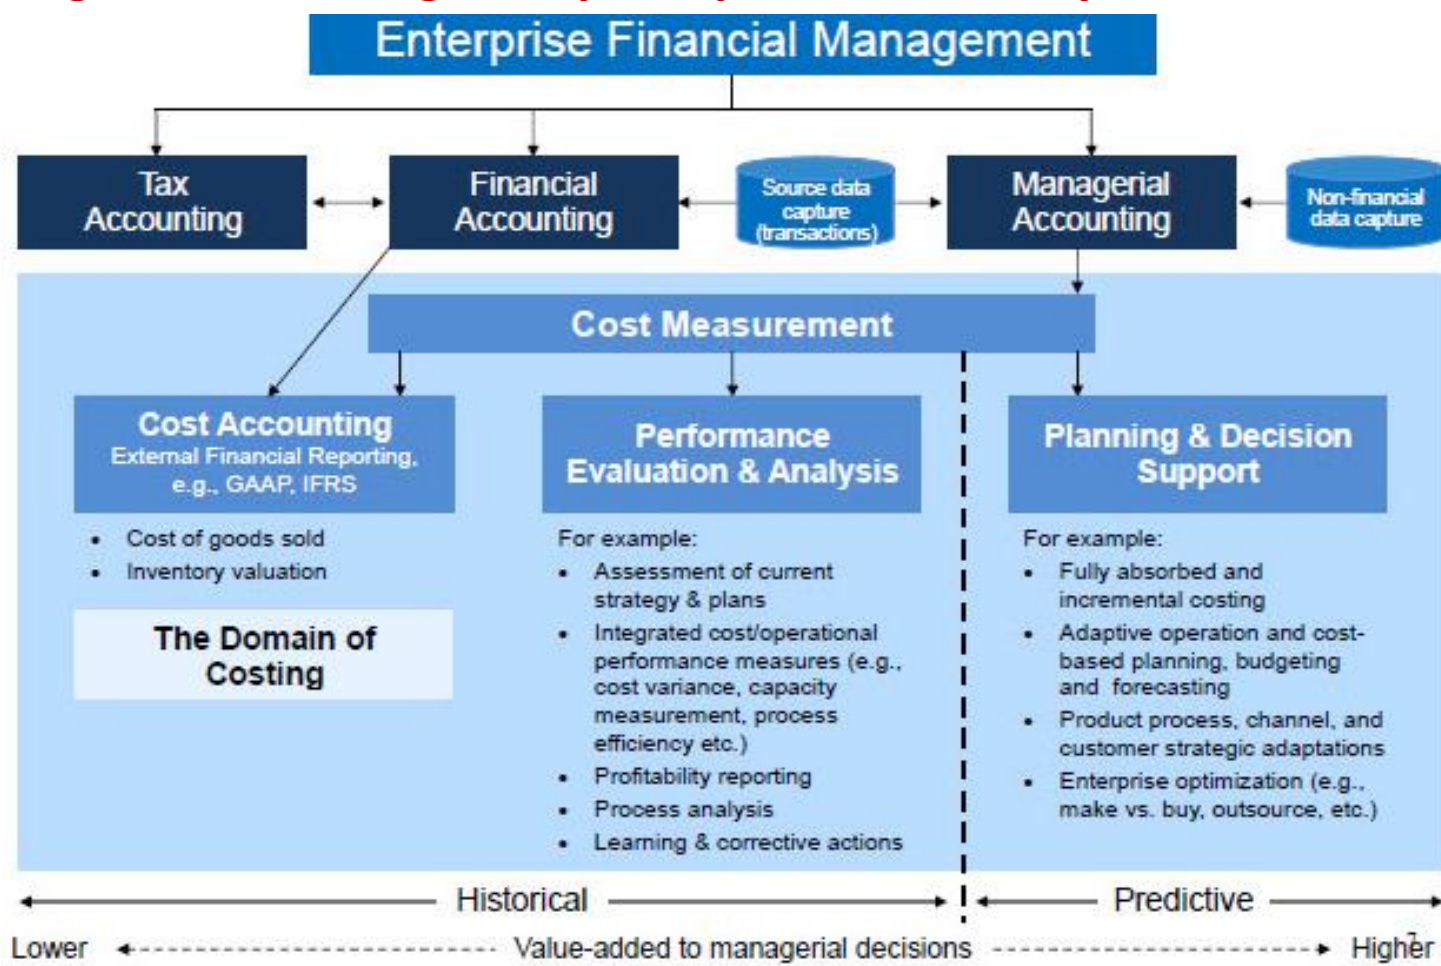 Enterprise Financial Management
Tax
Accounting
Financial
Accounting
Source data
capture
(transactions)
Managerial
Accounting
Non-financial
data capture
Cost Measurement
Cost Accounting
External Financial Reporting,
e.g., GAAP, IFRS
• Cost of goods sold
• Inventory valuation
The Domain of
Costing
Performance
Evaluation & Analysis
For example:
• Assessment of current
strategy & plans
• Integrated cost/operational
performance measures (e.g.,
cost variance, capacity
measurement, process
efficiency etc.)
• Profitability reporting
• Process analysis
• Learning & corrective actions
Planning & Decision
Support
For example:
• Fully absorbed and
incremental costing
• Adaptive operation and cost-
based planning, budgeting
and forecasting
• Product process, channel, and
customer strategic adaptations
• Enterprise optimization (e.g.,
make vs. buy, outsource, etc.)
Historical
Predictive
Lower
Value-added to managerial decisions
Higher
7